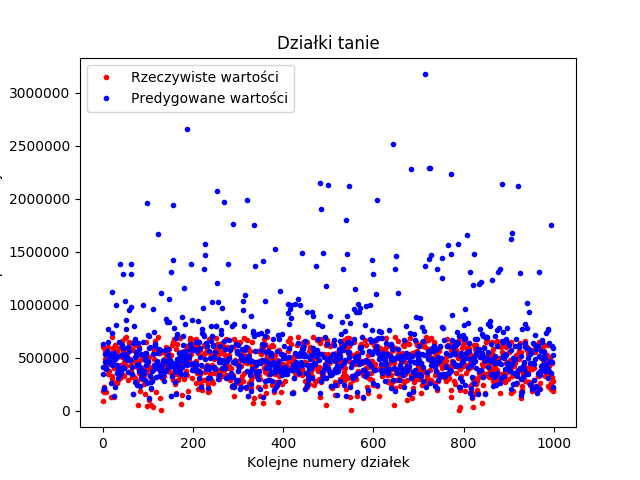 Działki tanie
Rzeczywiste wartości
Predygowane wartości
3000000
2500000
2000000
1500000
1000000
500000
0
0 200 400 600 800 1000
Kolejne numery działek